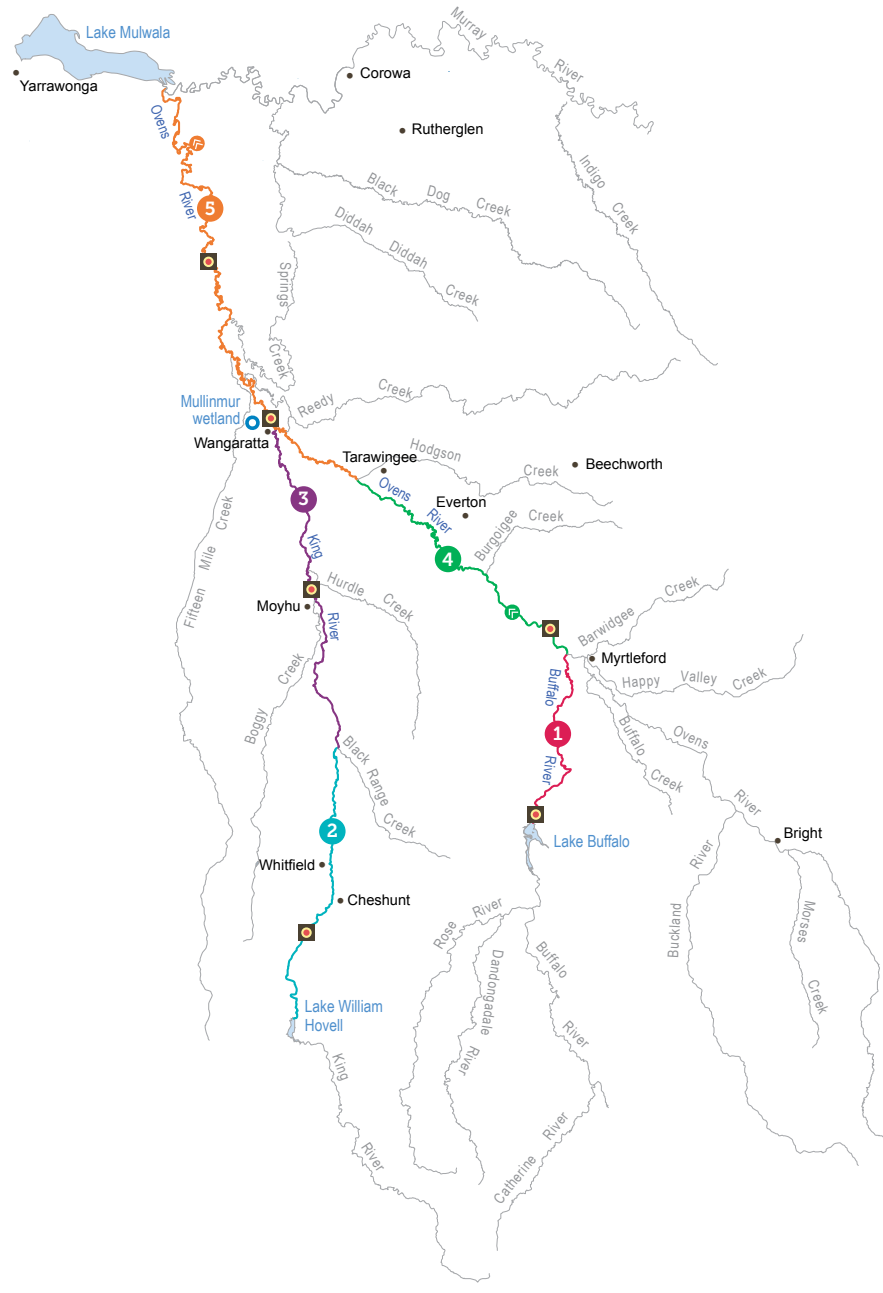 Lake Mulwala
Yarrawonga
Murray
River
Corowa
Rutherglen
Ovens
River
5
Black Dog Creek
Indigo
Creek
Diddah
Diddah
Creek
Springs
Creek
Reedy Creek
Mullinmur
wetland
Wangaratta
Tarawingee
Hodgson
Creek
Beechworth
Ovens
River
Everton
Burgoigee Creek
3
4
Fifteen Mile Creek
King
River
Hurdle
Creek
Moyhu
Barwidgee Creek
Myrtleford
Happy Valley Creek
Boggy Creek
Buffalo
River
1
Buffalo
Creek
Ovens
River
Black Range
Creek
2
Whitfield
Cheshunt
Lake Buffalo
Bright
Buckland River
Morses
Creek
Rose River
Dandongadale
River
Buffalo
River
Lake William
Hovell
King
River
Catherine River